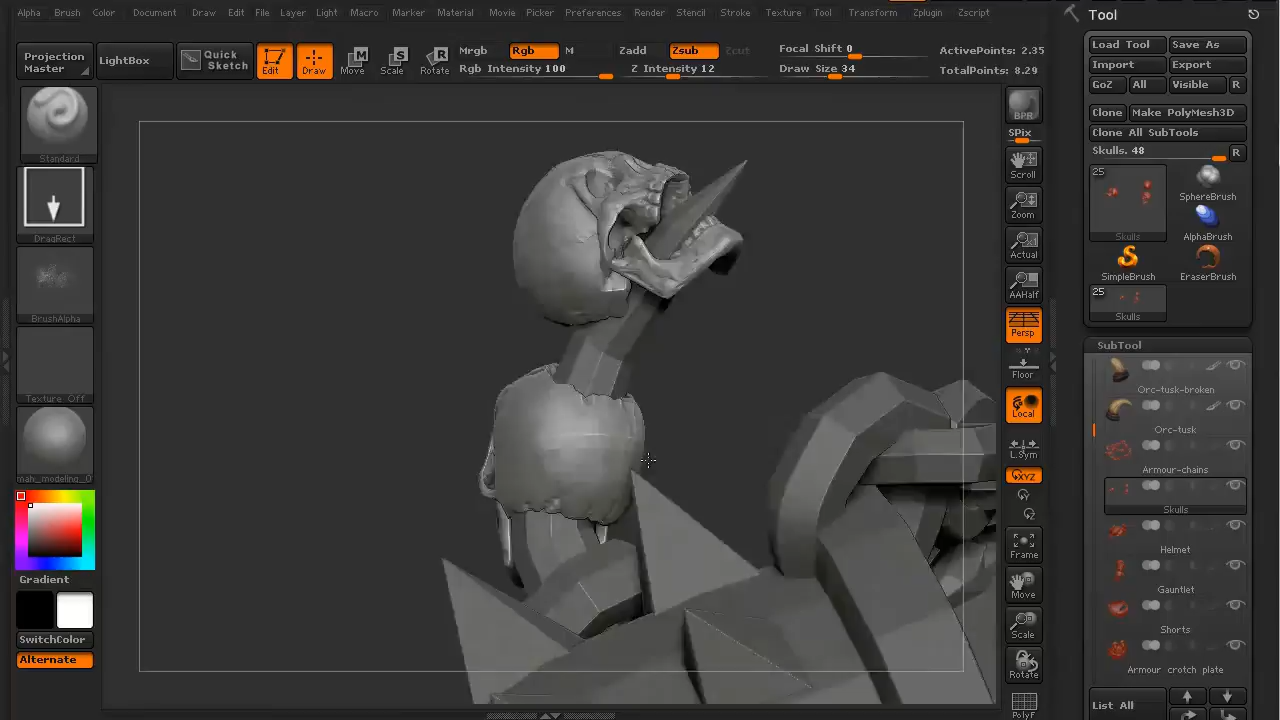 Alpha Brush Color Document Draw Edit File Layer Light Macro Marker Material Movie Picker Preferences Render Stencil Stroke Texture Tool Transform Zplugin Zscript
Tool
Projection Master
LightBox
Quick Sketch
Edit
Draw
Move
Scale
Rotate
Mrgb Rgb M
Rgb Intensity 100
Zadd Zsub Zcut
Z Intensity 12
Focal Shift 0
Draw Size 34
ActivePoints: 2.35
TotalPoints: 8.29
Load Tool Save As
Import Export
GoZ All Visible R
Clone Make PolyMesh3D
Clone All SubTools
Skulls. 48 R
25
Skulls
SphereBrush
AlphaBrush
SimpleBrush
EraserBrush
25
Skulls
SubTool
Orc-tusk-broken
Orc-tusk
Armour-chains
Skulls
Helmet
Gauntlet
Shorts
Armour crotch plate
List All
Standard
DragRect
BrushAlpha
Texture Off
Gradient
SwitchColor
Alternate
BPR
SPix
Scroll
Zoom
Actual
AAHalf
Persp
Floor
Local
L.Sym
XYZ
Frame
Move
Scale
Rotate
PolyF